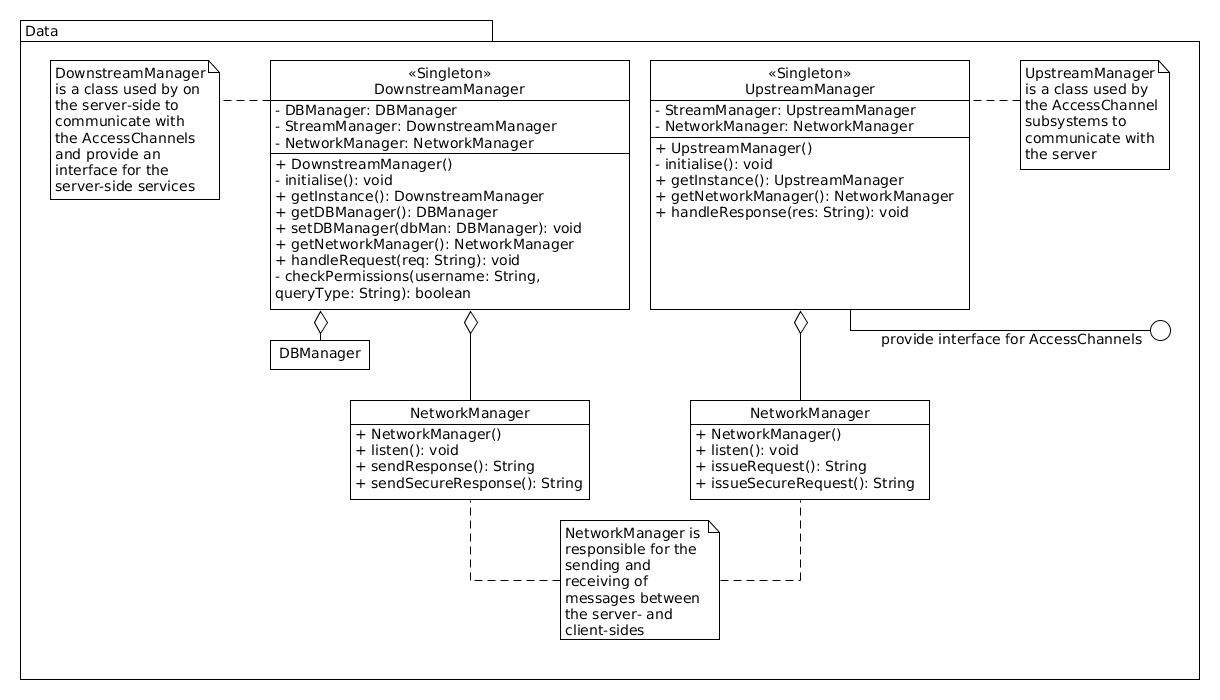 Data
DownstreamManager
is a class used by on
the server-side to
communicate with
the AccessChannels
and provide an
interface for the
server-side services
«Singleton»
DownstreamManager
- DBManager: DBManager
- StreamManager: DownstreamManager
- NetworkManager: NetworkManager
+ DownstreamManager()
- initialise(): void
+ getInstance(): DownstreamManager
+ getDBManager(): DBManager
+ setDBManager(dbMan: DBManager): void
+ getNetworkManager(): NetworkManager
+ handleRequest(req: String): void
- checkPermissions(username: String,
queryType: String): boolean
«Singleton»
UpstreamManager
- StreamManager: UpstreamManager
- NetworkManager: NetworkManager
+ UpstreamManager()
- initialise(): void
+ getInstance(): UpstreamManager
+ getNetworkManager(): NetworkManager
+ handleResponse(res: String): void
UpstreamManager
is a class used by
the AccessChannel
subsystems to
communicate with
the server
DBManager
provide interface for AccessChannels
NetworkManager
+ NetworkManager()
+ listen(): void
+ sendResponse(): String
+ sendSecureResponse(): String
NetworkManager
+ NetworkManager()
+ listen(): void
+ issueRequest(): String
+ issueSecureRequest(): String
NetworkManager is
responsible for the
sending and
receiving of
messages between
the server- and
client-sides